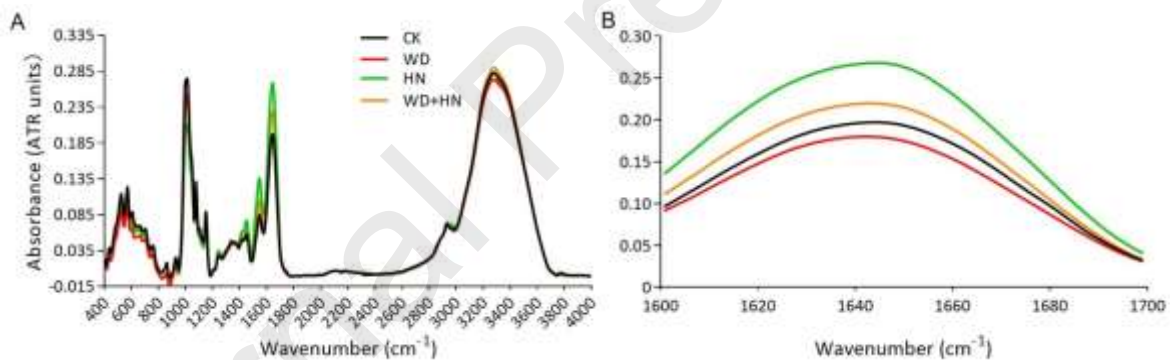 A
B
Absorbance (ATR units)
0.335
0.285
0.235
0.185
0.135
0.085
0.035
-0.015
CK
WD
HN
WD+HN
400 600 800 1000 1200 1400 1600 1800 2000 2200 2400 2600 2800 3000 3200 3400 3600 3800 4000
Wavenumber (cm⁻¹)
0.30
0.25
0.20
0.15
0.10
0.05
0
1600 1620 1640 1660 1680 1700
Wavenumber (cm⁻¹)